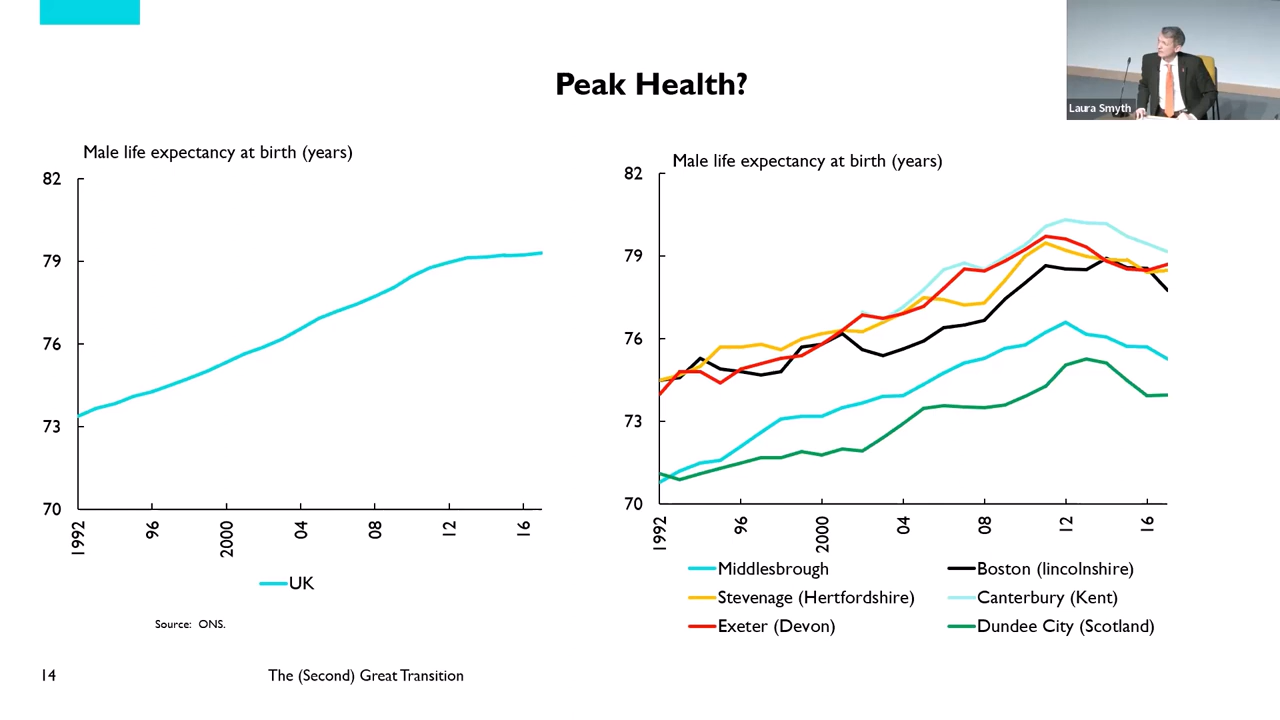 Peak Health?
Laura Smyth
Male life expectancy at birth (years)
82
79
76
73
70
1992
96
2000
04
08
12
16
UK
Source: ONS.
Male life expectancy at birth (years)
82
79
76
73
70
1992
96
2000
04
08
12
16
Middlesbrough
Boston (lincolnshire)
Stevenage (Hertfordshire)
Canterbury (Kent)
Exeter (Devon)
Dundee City (Scotland)
14
The (Second) Great Transition